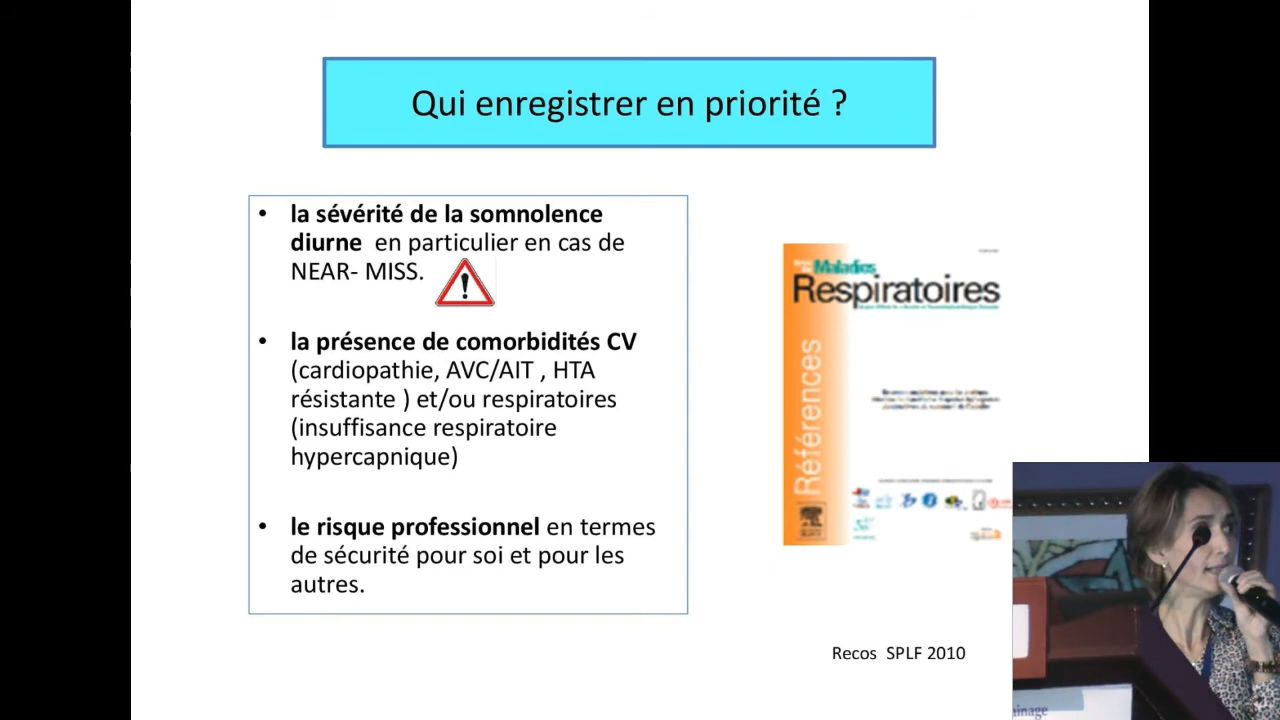 Qui enregistrer en priorité ?
• la sévérité de la somnolence
diurne en particulier en cas de
NEAR- MISS.
• la présence de comorbidités CV
(cardiopathie, AVC/AIT , HTA
résistante ) et/ou respiratoires
(insuffisance respiratoire
hypercapnique)
• le risque professionnel en termes
de sécurité pour soi et pour les
autres.
Maladies
Respiratoires
Références
Recos SPLF 2010